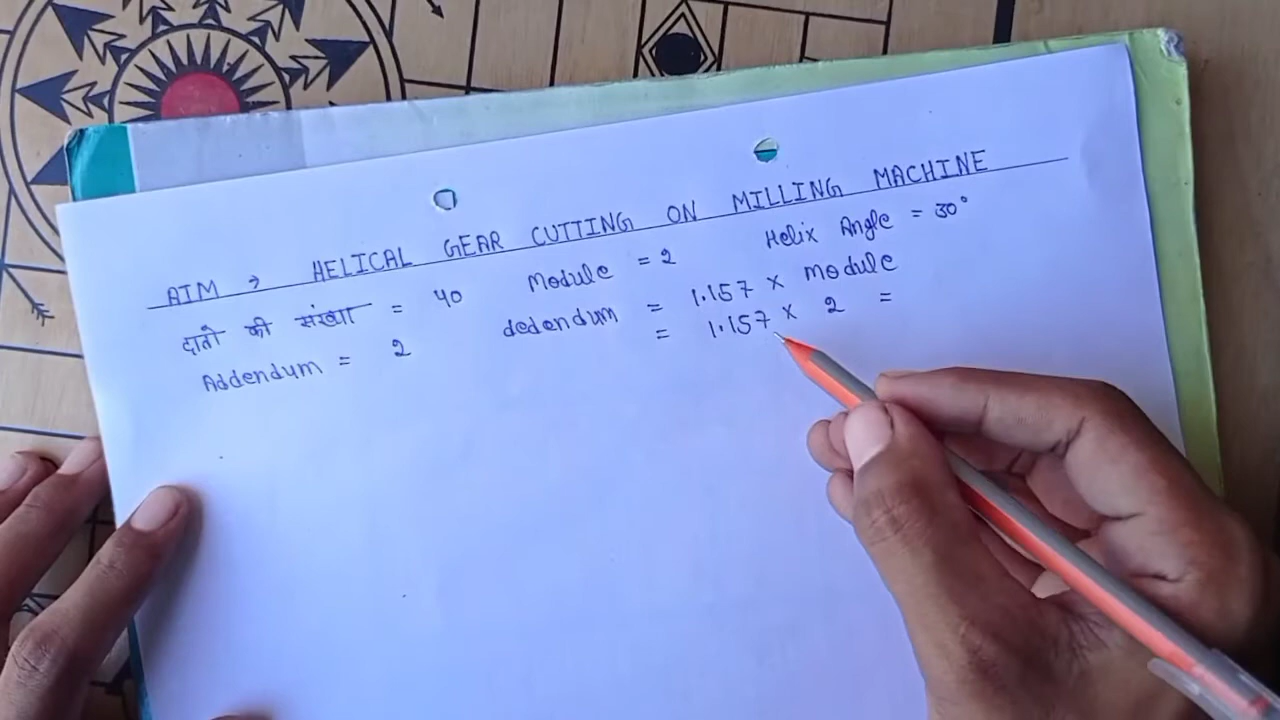 AIM → HELICAL GEAR CUTTING ON MILLING MACHINE
दातो की संख्या = 40 Module = 2 Helix Angle = 30°
Addendum = 2 dedendum = 1.157 × module
= 1.157 × 2 =